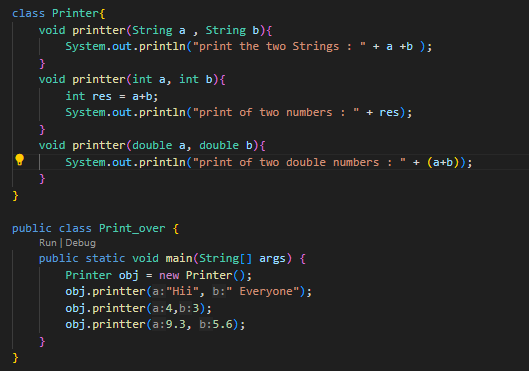 class Printer{
void printter(String a , String b){
System.out.println("print the two Strings : " + a +b );
}
void printter(int a, int b){
int res = a+b;
System.out.println("print of two numbers : " + res);
}
void printter(double a, double b){
System.out.println("print of two double numbers : " + (a+b));
}
}
public class Print_over {
Run | Debug
public static void main(String[] args) {
Printer obj = new Printer();
obj.printter(a:"Hii", b:" Everyone");
obj.printter(a:4,b:3);
obj.printter(a:9.3, b:5.6);
}
}